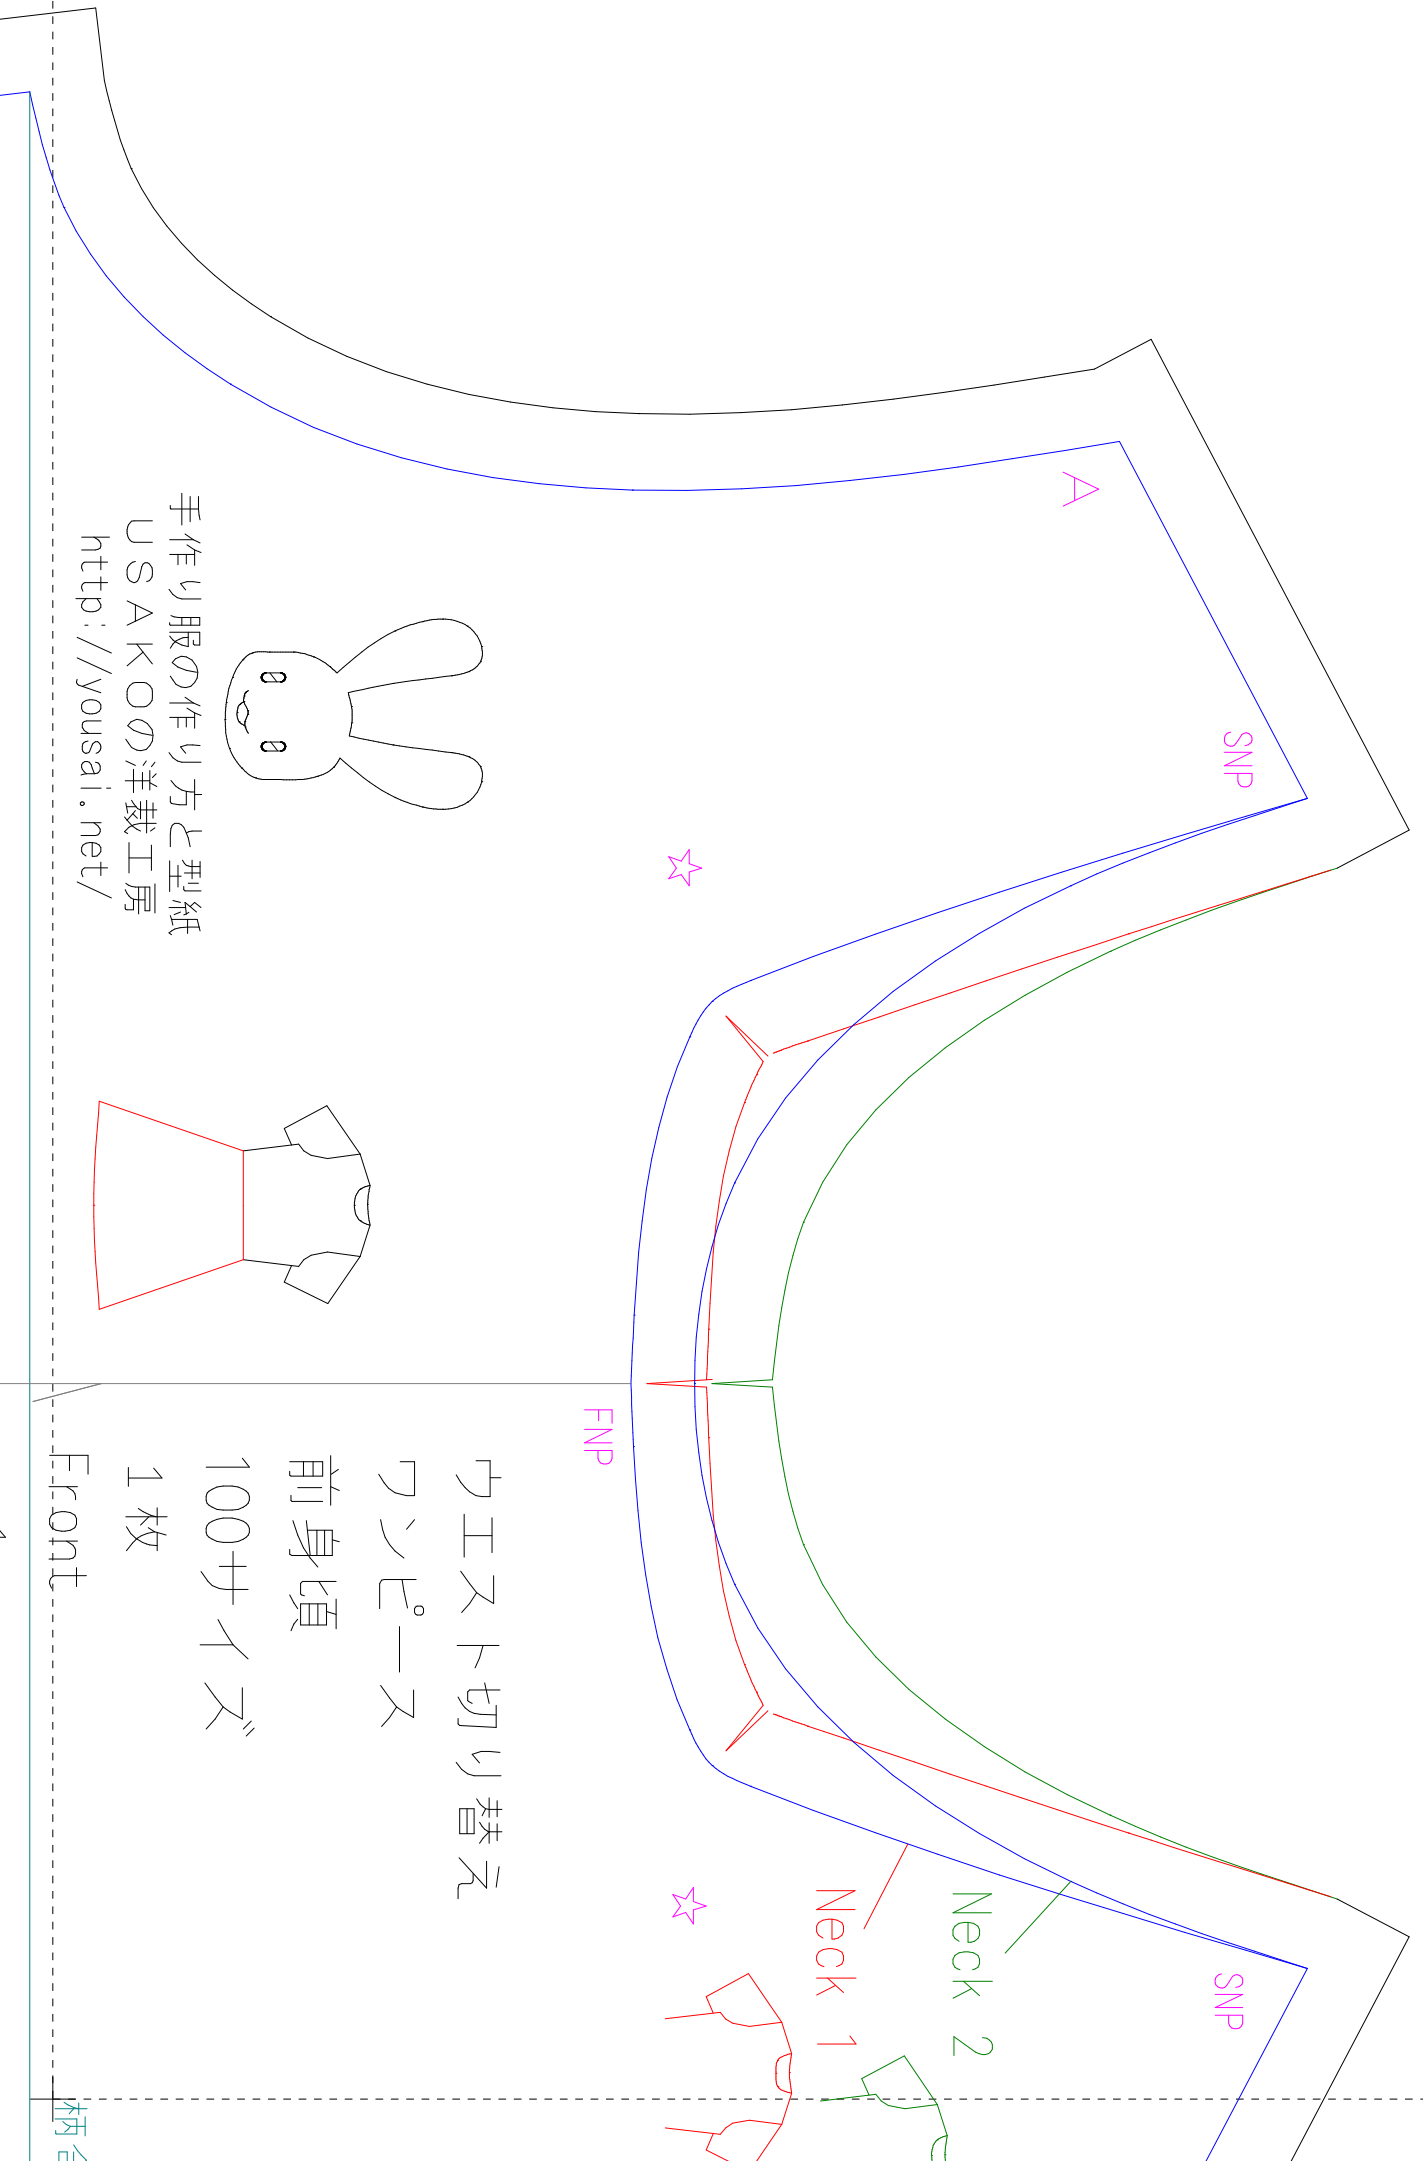 A
SNP
手作り服の作り方と型紙
USAKOの洋裁工房
http://yousai.net/
☆
FNP
ウエスト切り替え
ワンピース
前身頃
100サイズ
1枚
Front
☆
Neck 2
Neck 1
SNP
柄合